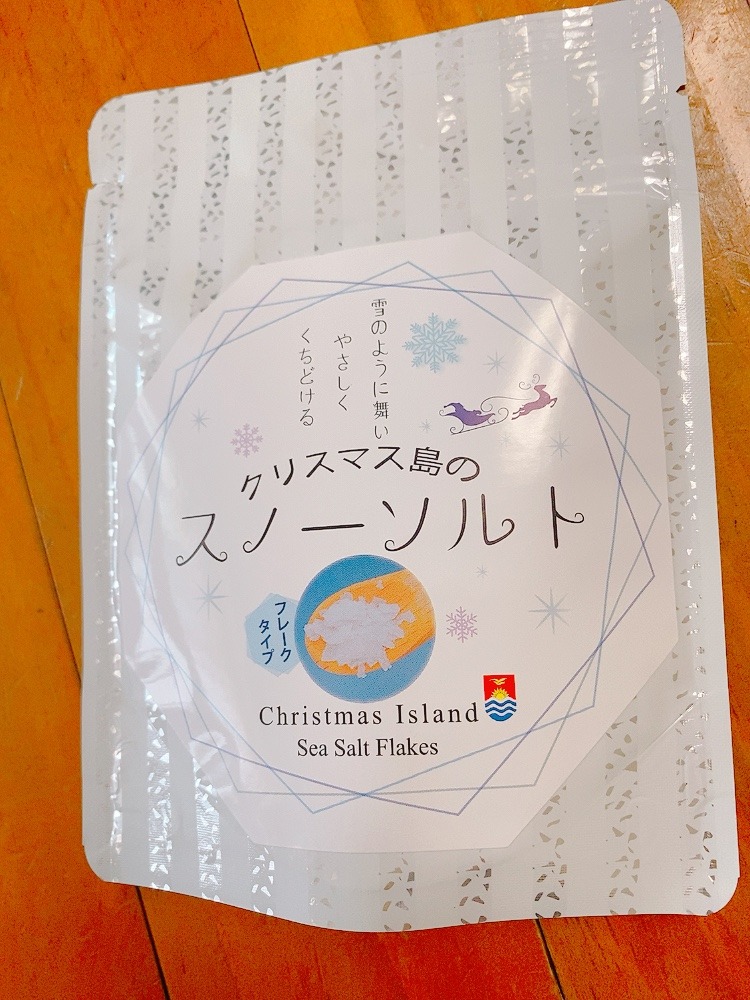 雪のように舞い
やさしく
くちどける
クリスマス島の
スノーソルト
フレーク
タイプ
Christmas Island
Sea Salt Flakes